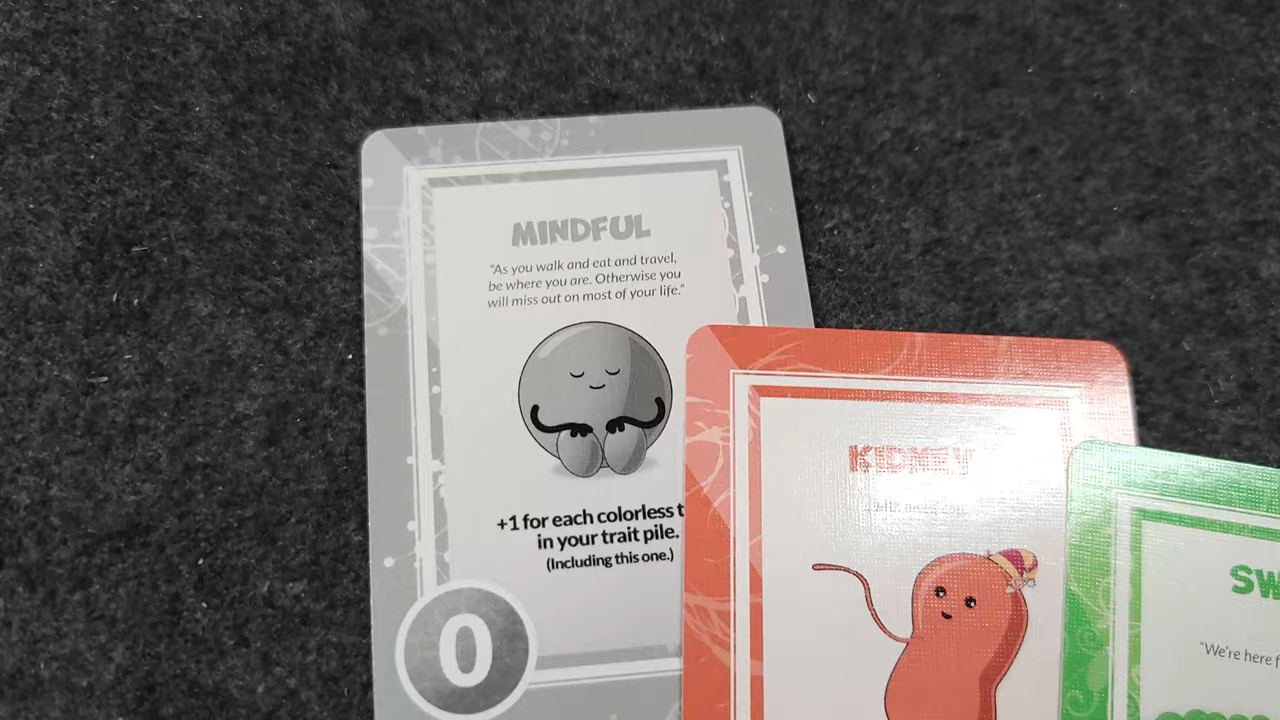 MINDFUL
"As you walk and eat and travel,
be where you are. Otherwise you
will miss out on most of your life."
+1 for each colorless t
in your trait pile.
(Including this one.)
0
KIDNEY
SW
"We're here f